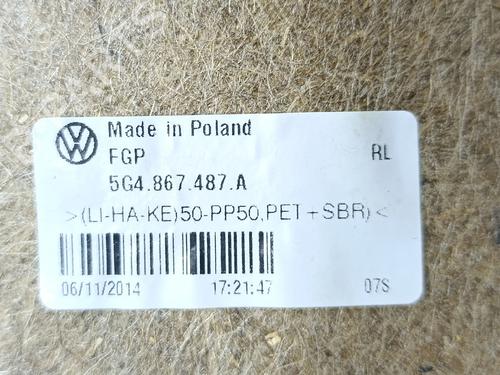 Made in Poland
FGP RL
5G4.867.487.A
>(LI-HA-KE)50-PP50,PET+SBR)<
06/11/2014 17:21:47 07S